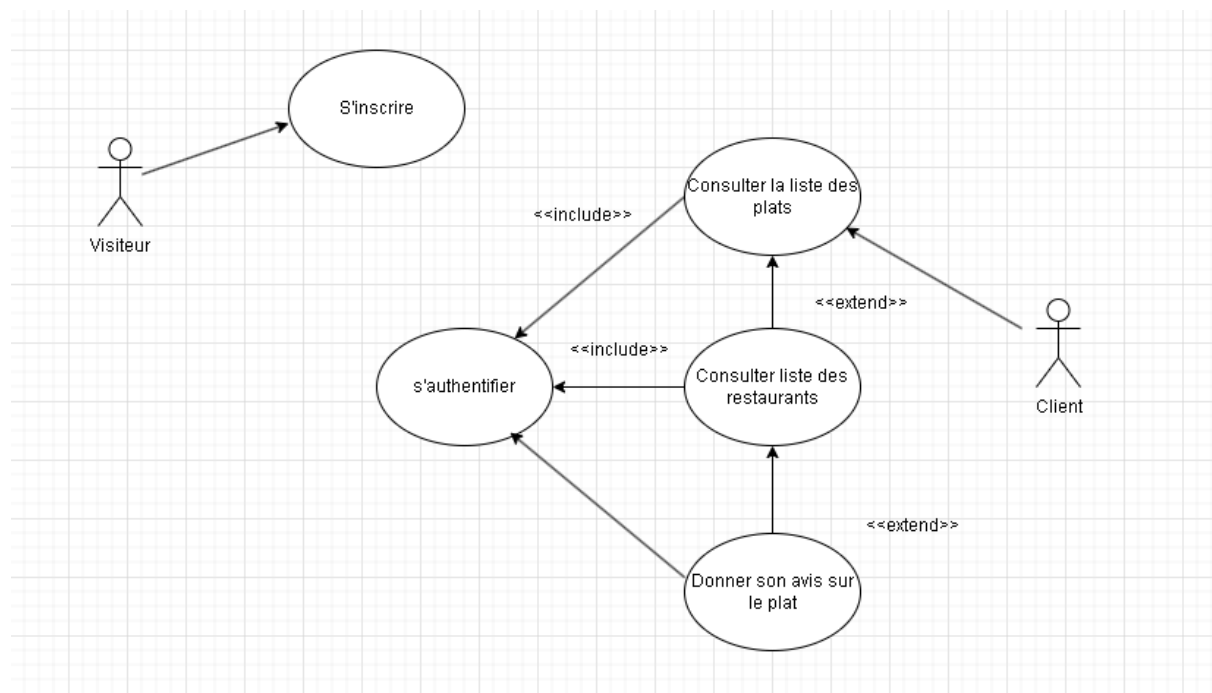 S'inscrire
Visiteur
Consulter la liste des
plats
<<include>>
<<extend>>
<<include>>
s'authentifier
Consulter liste des
restaurants
Client
<<extend>>
Donner son avis sur
le plat